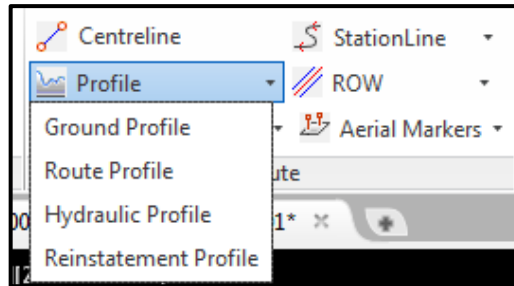 Centreline StationLine
Profile ROW
Ground Profile Aerial Markers
Route Profile ute
Hydraulic Profile 1*
Reinstatement Profile